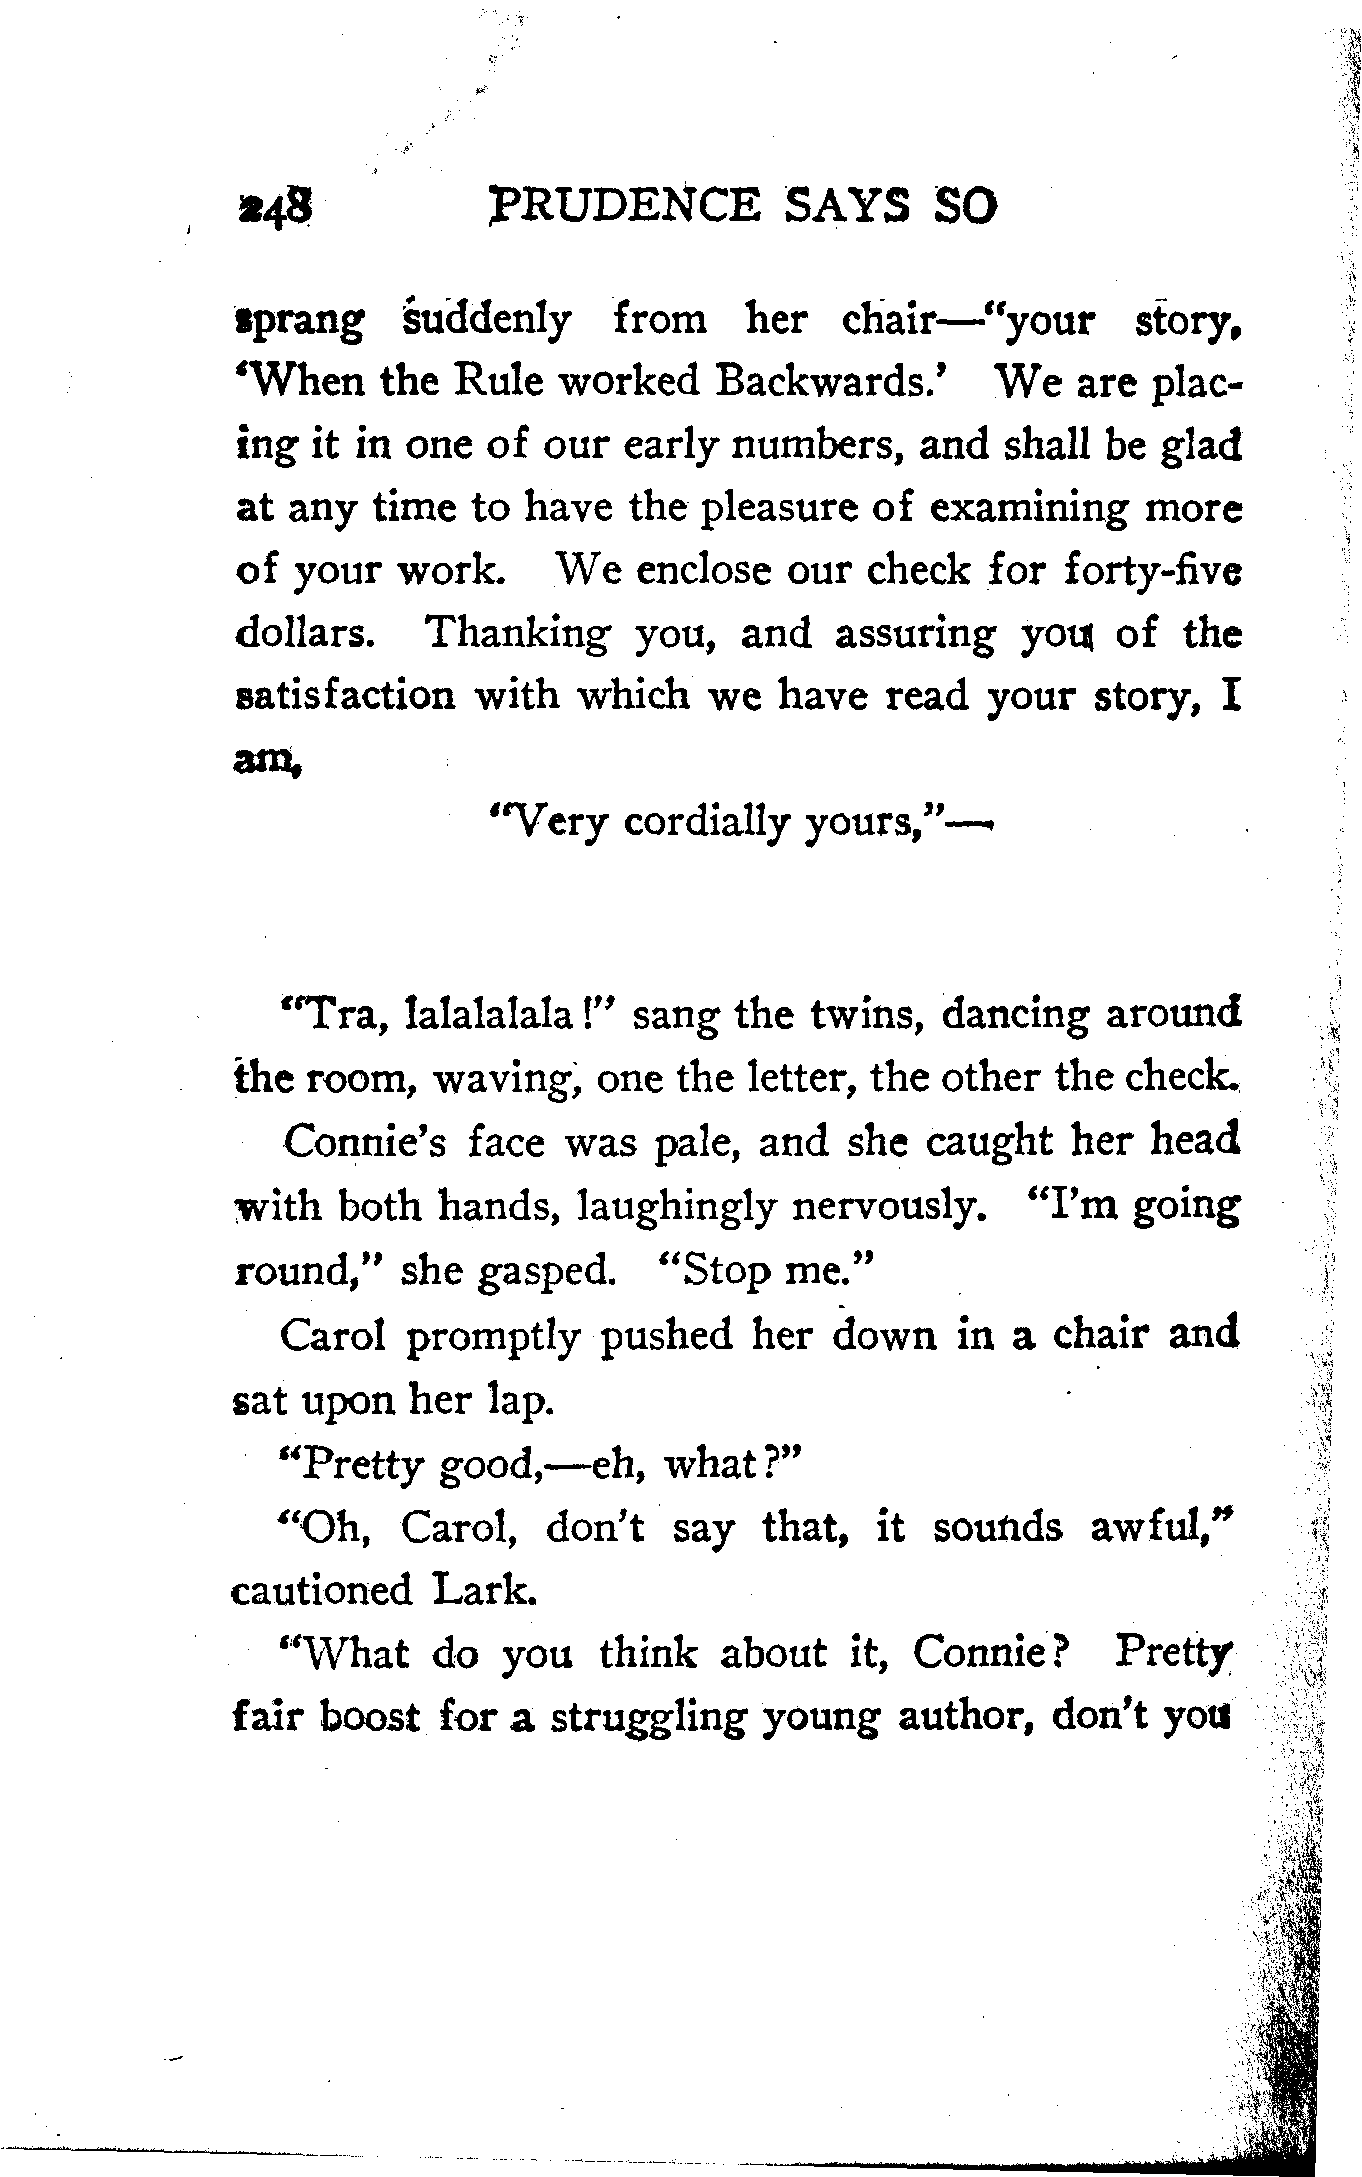 248 PRUDENCE SAYS SO
sprang suddenly from her chair—"your story,
'When the Rule worked Backwards.' We are plac-
ing it in one of our early numbers, and shall be glad
at any time to have the pleasure of examining more
of your work. We enclose our check for forty-five
dollars. Thanking you, and assuring you of the
satisfaction with which we have read your story, I
am,
"Very cordially yours,"—
"Tra, lalalalala!" sang the twins, dancing around
the room, waving, one the letter, the other the check.
Connie's face was pale, and she caught her head
with both hands, laughingly nervously. "I'm going
round," she gasped. "Stop me."
Carol promptly pushed her down in a chair and
sat upon her lap.
"Pretty good,—eh, what?"
"Oh, Carol, don't say that, it sounds awful,"
cautioned Lark.
"What do you think about it, Connie? Pretty
fair boost for a struggling young author, don't you